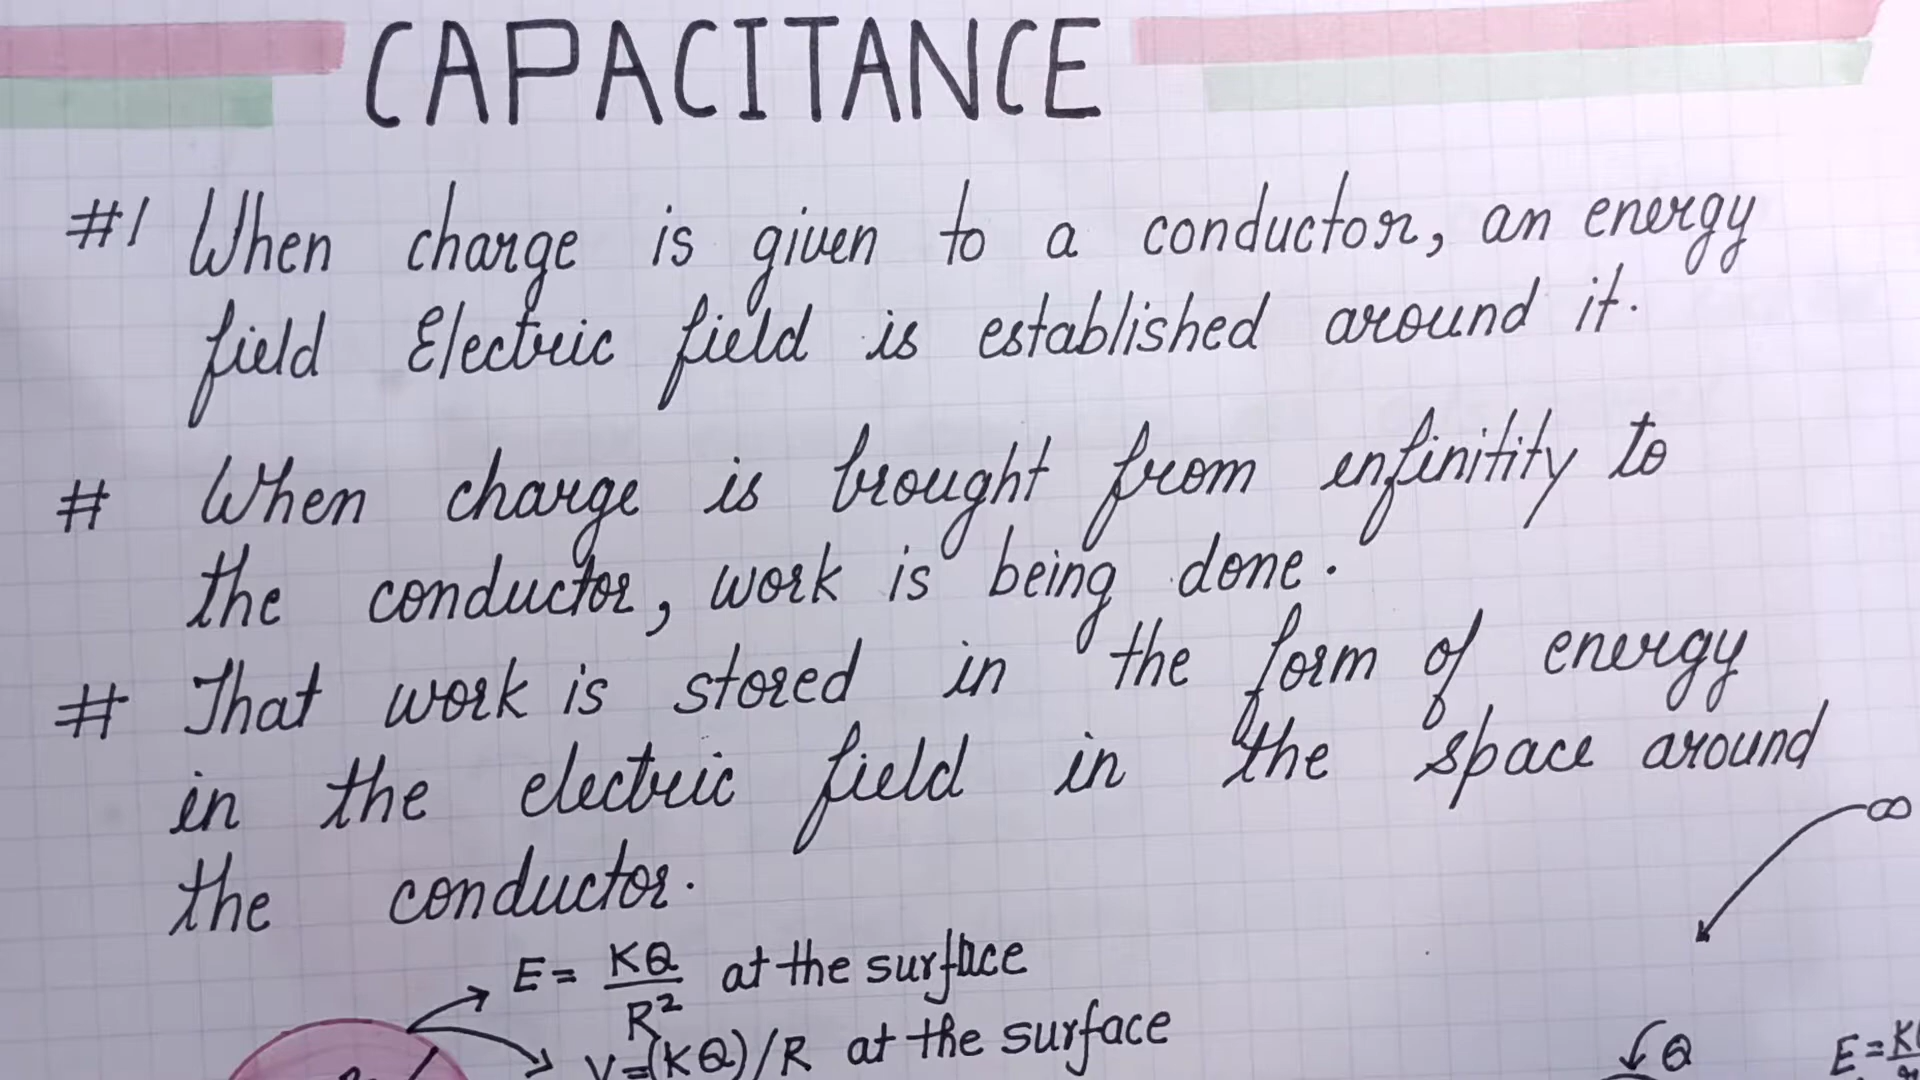 CAPACITANCE
#1 When charge is given to a conductor, an energy
field Electric field is established around it.
# When charge is brought from enfinitity to
the conductor, work is being done.
# That work is stored in the form of energy
in the electric field in the space around
the conductor.
∞
E = KQ/R² at the surface
V=(KQ)/R at the surface
Q
E=